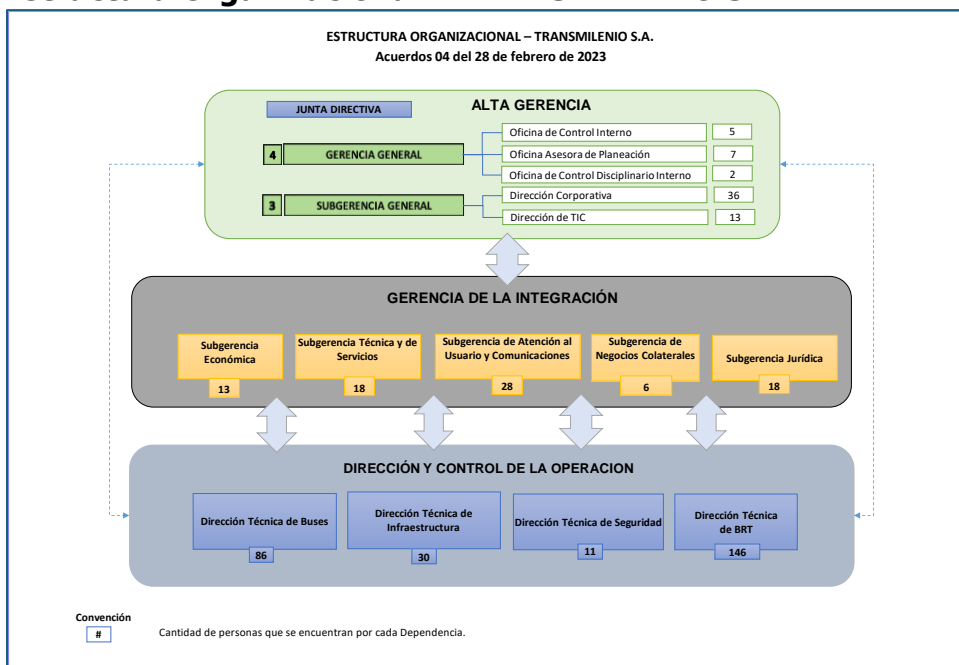 ESTRUCTURA ORGANIZACIONAL – TRANSMILENIO S.A.
Acuerdos 04 del 28 de febrero de 2023
JUNTA DIRECTIVA
ALTA GERENCIA
4
GERENCIA GENERAL
Oficina de Control Interno
5
Oficina Asesora de Planeación
7
Oficina de Control Disciplinario Interno
2
3
SUBGERENCIA GENERAL
Dirección Corporativa
36
Dirección de TIC
13
GERENCIA DE LA INTEGRACIÓN
Subgerencia
Económica
13
Subgerencia Técnica y de
Servicios
18
Subgerencia de Atención al
Usuario y Comunicaciones
28
Subgerencia de
Negocios Colaterales
6
Subgerencia Jurídica
18
DIRECCIÓN Y CONTROL DE LA OPERACION
Dirección Técnica de Buses
86
Dirección Técnica de
Infraestructura
30
Dirección Técnica de Seguridad
11
Dirección Técnica
de BRT
146
Convención
#
Cantidad de personas que se encuentran por cada Dependencia.